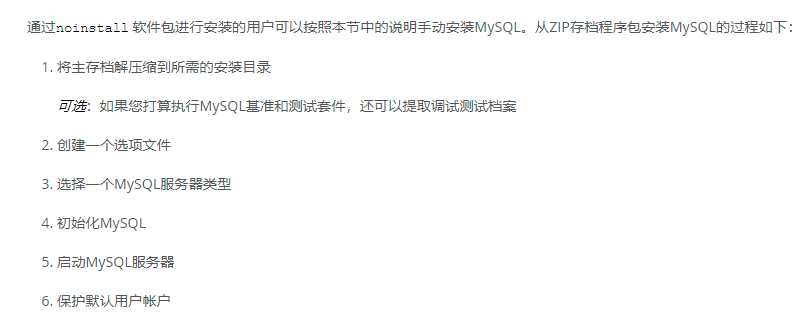 通过noinstall 软件包进行安装的用户可以按照本节中的说明手动安装MySQL。从ZIP存档程序包安装MySQL的过程如下：
1. 将主存档解压缩到所需的安装目录
可选：如果您打算执行MySQL基准和测试套件，还可以提取调试测试档案
2. 创建一个选项文件
3. 选择一个MySQL服务器类型
4. 初始化MySQL
5. 启动MySQL服务器
6. 保护默认用户帐户